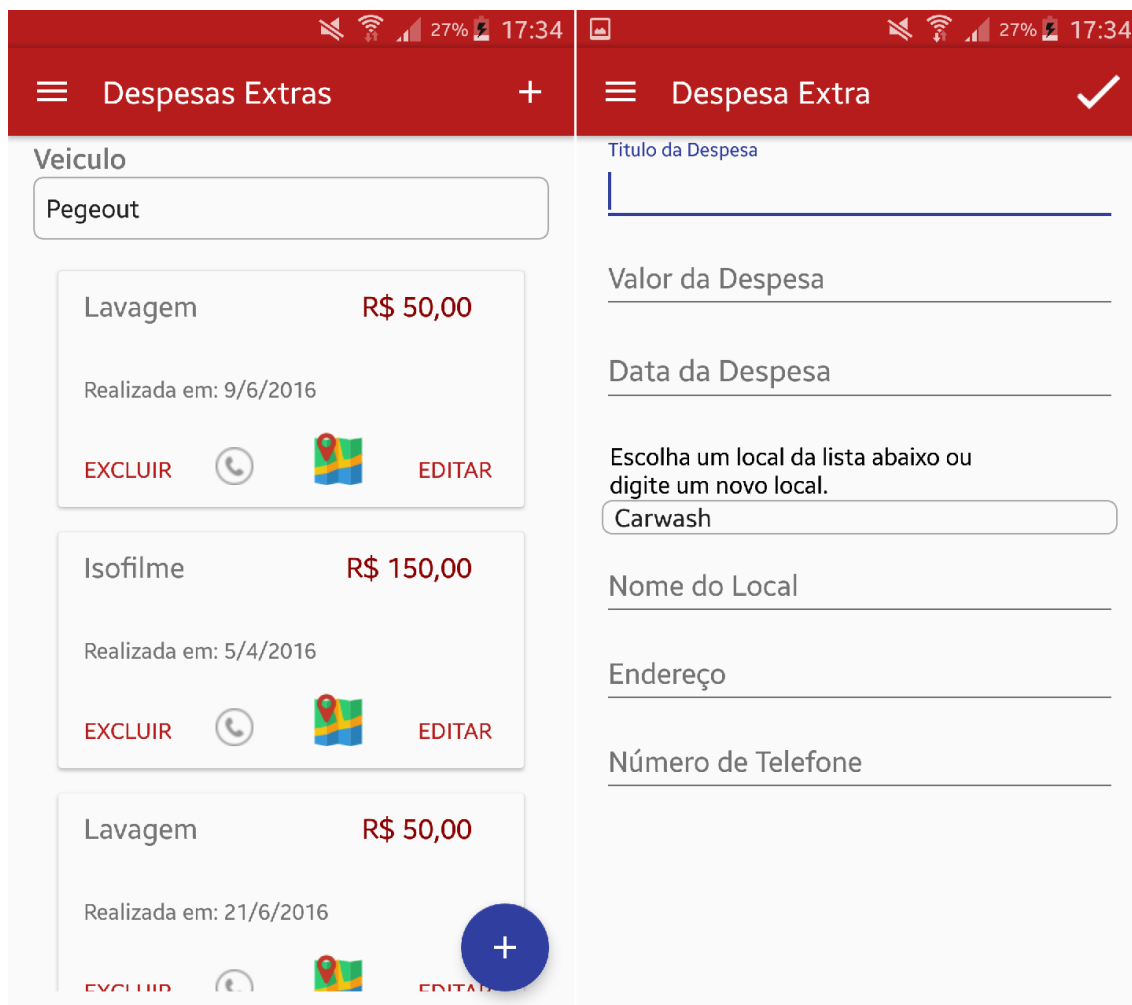 27% 17:34
Despesas Extras +
Veiculo
Pegeout
Lavagem R$ 50,00
Realizada em: 9/6/2016
EXCLUIR EDITAR
Isofilme R$ 150,00
Realizada em: 5/4/2016
EXCLUIR EDITAR
Lavagem R$ 50,00
Realizada em: 21/6/2016
+
EXCLUIR EDITAR
27% 17:34
Despesa Extra
Titulo da Despesa
Valor da Despesa
Data da Despesa
Escolha um local da lista abaixo ou
digite um novo local.
Carwash
Nome do Local
Endereço
Número de Telefone